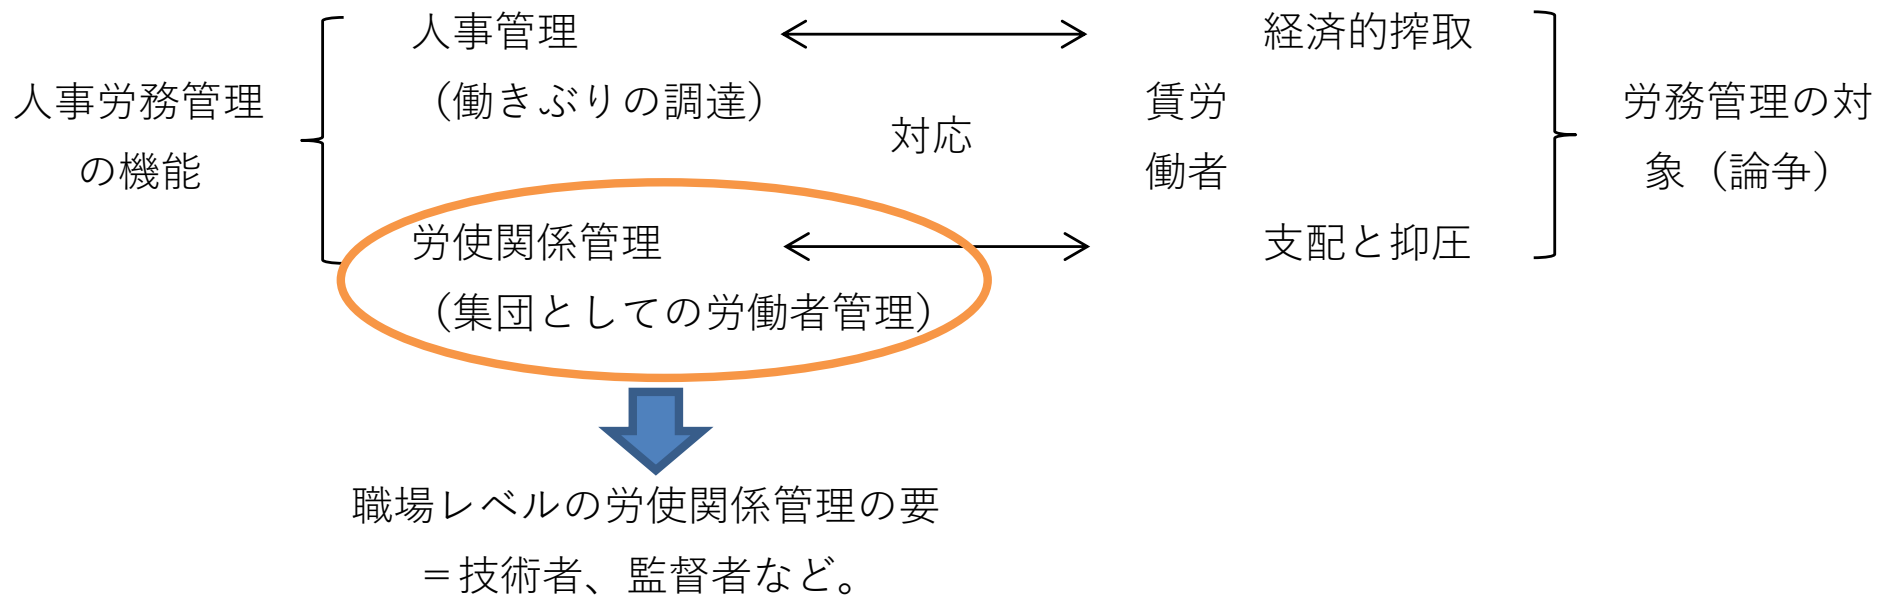 人事管理
経済的搾取
人事労務管理
の機能
（働きぶりの調達）
対応
賃労
働者
労務管理の対
象（論争）
労使関係管理
支配と抑圧
（集団としての労働者管理）
職場レベルの労使関係管理の要
＝技術者、監督者など。